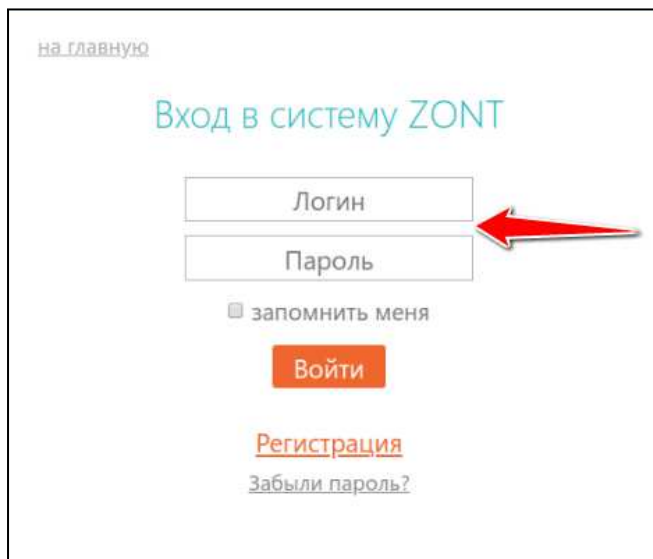 на главную
Вход в систему ZONT
Логин
Пароль
запомнить меня
Войти
Регистрация
Забыли пароль?